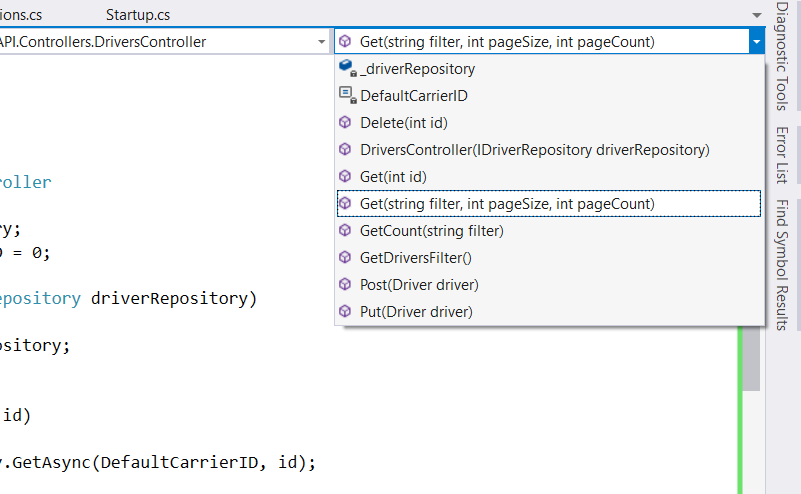 ions.cs Startup.cs
API.Controllers.DriversController Get(string filter, int pageSize, int pageCount)
_driverRepository
DefaultCarrierID
Delete(int id)
DriversController(IDriverRepository driverRepository)
Get(int id)
Get(string filter, int pageSize, int pageCount)
GetCount(string filter)
GetDriversFilter()
Post(Driver driver)
Put(Driver driver)
roller
ry;
D = 0;
epository driverRepository)
ository;
id)
y.GetAsync(DefaultCarrierID, id);
Diagnostic Tools
Error List
Find Symbol Results